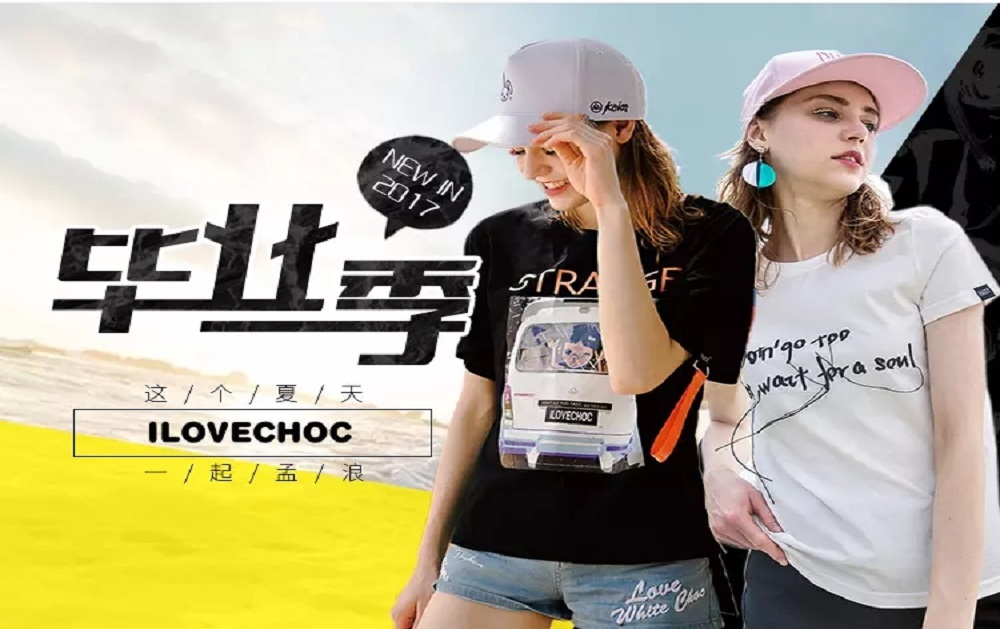 NEW IN
2017
毕业季
这/个/夏/天
ILOVECHOC
一/起/孟/浪
STRANGE
ILOVECHOC
Love
White Choc
on'go too
wait for a soul